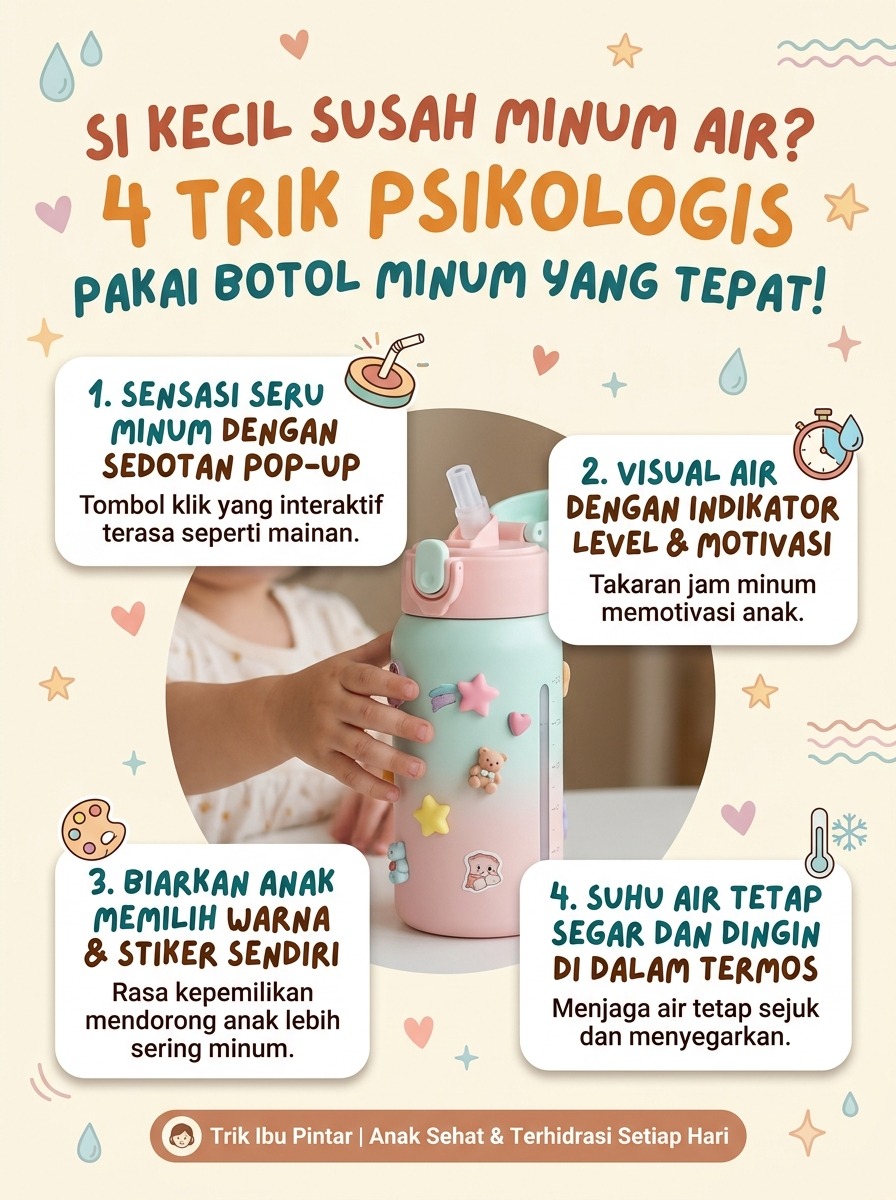 SI KECIL SUSAH MINUM AIR?
4 TRIK PSIKOLOGIS
PAKAI BOTOL MINUM YANG TEPAT!
1. SENSASI SERU
MINUM DENGAN
SEDOTAN POP-UP
Tombol klik yang interaktif
terasa seperti mainan.
2. VISUAL AIR
DENGAN INDIKATOR
LEVEL & MOTIVASI
Takaran jam minum
memotivasi anak.
3. BIARKAN ANAK
MEMILIH WARNA
& STIKER SENDIRI
Rasa kepemilikan
mendorong anak lebih
sering minum.
4. SUHU AIR TETAP
SEGAR DAN DINGIN
DI DALAM TERMOS
Menjaga air tetap sejuk
dan menyegarkan.
Trik Ibu Pintar | Anak Sehat & Terhidrasi Setiap Hari